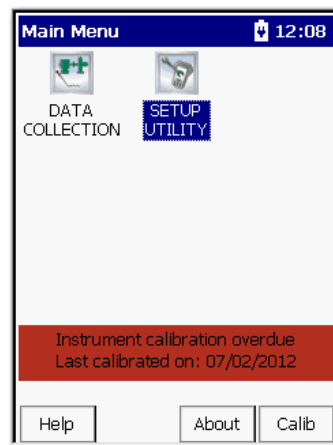 Main Menu 12:08
DATA SETUP
COLLECTION UTILITY
Instrument calibration overdue
Last calibrated on: 07/02/2012
Help About Calib